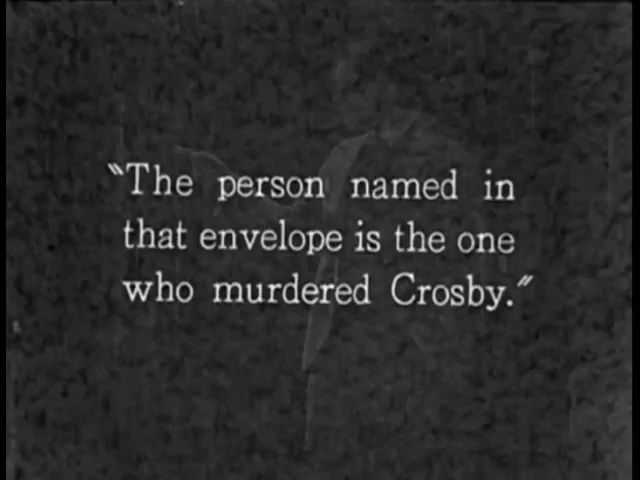 "The person named in
that envelope is the one
who murdered Crosby."